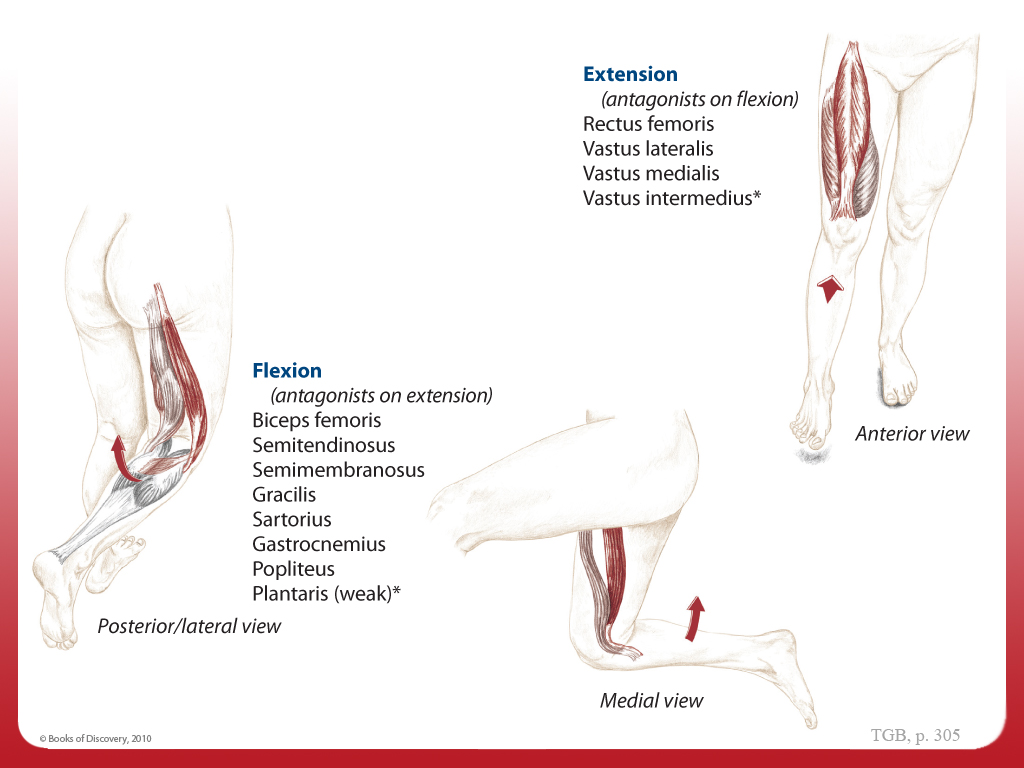 Extension
(antagonists on flexion)
Rectus femoris
Vastus lateralis
Vastus medialis
Vastus intermedius*
Anterior view
Flexion
(antagonists on extension)
Biceps femoris
Semitendinosus
Semimembranosus
Gracilis
Sartorius
Gastrocnemius
Popliteus
Plantaris (weak)*
Posterior/lateral view
Medial view
© Books of Discovery, 2010
TGB, p. 305